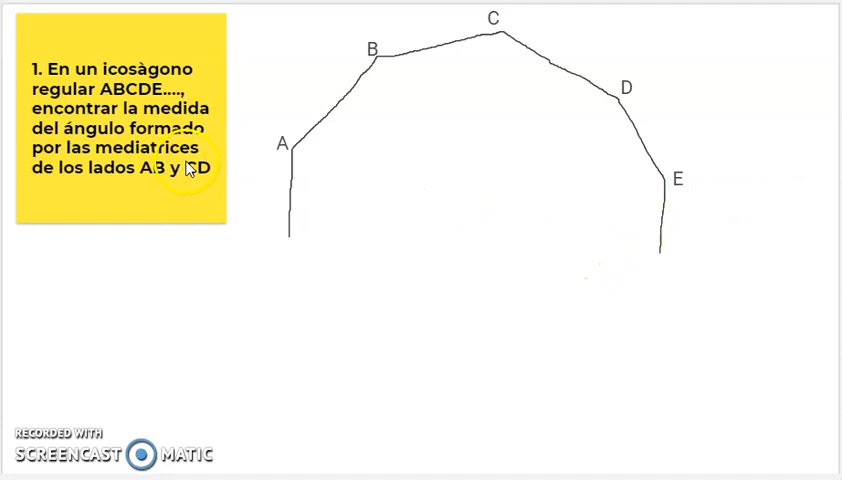 1. En un icosàgono
regular ABCDE....,
encontrar la medida
del ángulo formado
por las mediatrices
de los lados AB y CD
A
B
C
D
E
RECORDED WITH
SCREENCAST MATIC